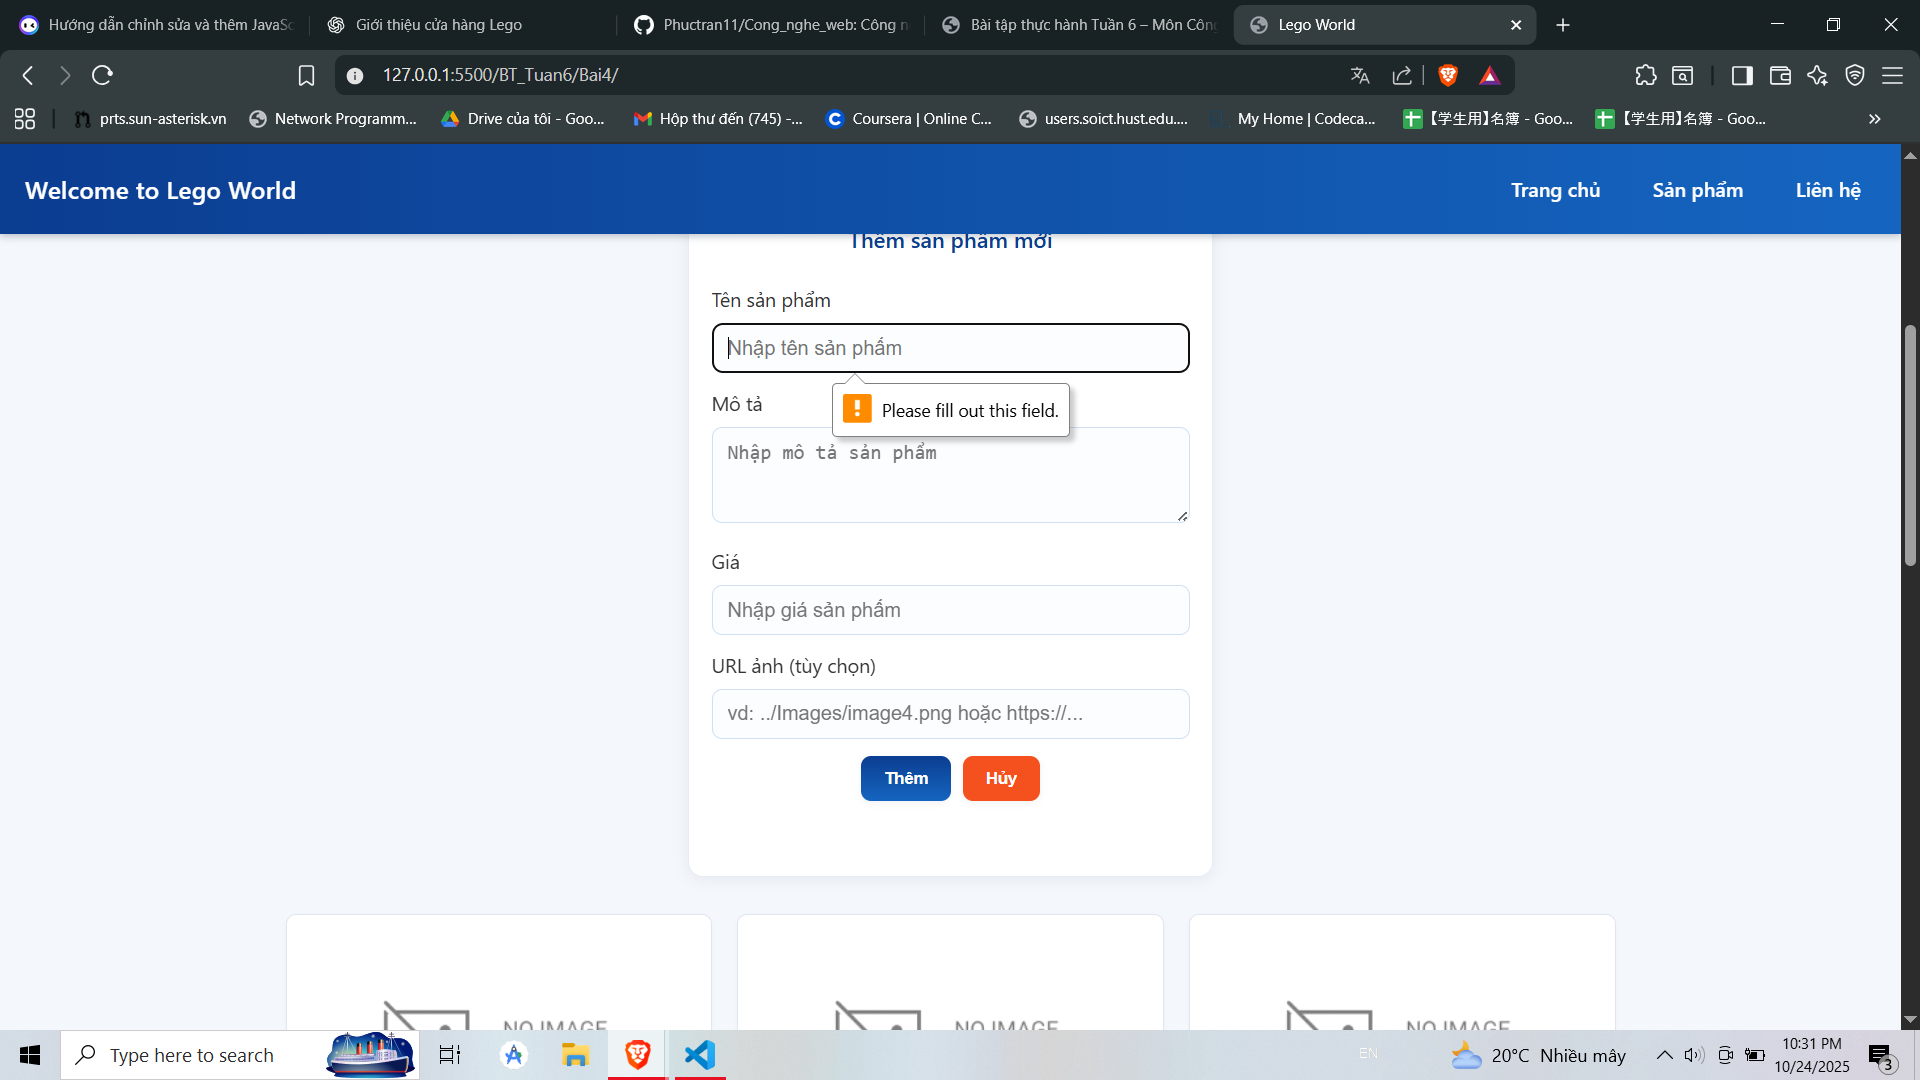 Hướng dẫn chỉnh sửa và thêm JavaSc
Giới thiệu cửa hàng Lego
Phuctran11/Cong_nghe_web: Công n
Bài tập thực hành Tuần 6 – Môn Công
Lego World
127.0.0.1:5500/BT_Tuan6/Bai4/
prts.sun-asterisk.vn
Network Programm...
Drive của tôi - Goo...
Hộp thư đến (745) -...
Coursera | Online C...
users.soict.hust.edu....
My Home | Codeca...
【学生用】名簿 - Goo...
【学生用】名簿 - Goo...
Welcome to Lego World
Trang chủ
Sản phẩm
Liên hệ
Thêm sản phẩm mới
Tên sản phẩm
Nhập tên sản phẩm
Please fill out this field.
Mô tả
Nhập mô tả sản phẩm
Giá
Nhập giá sản phẩm
URL ảnh (tùy chọn)
vd: ../Images/image4.png hoặc https://...
Thêm
Hủy
NO IMAGE
NO IMAGE
NO IMAGE
Type here to search
EN
20°C Nhiều mây
10:31 PM
10/24/2025
3